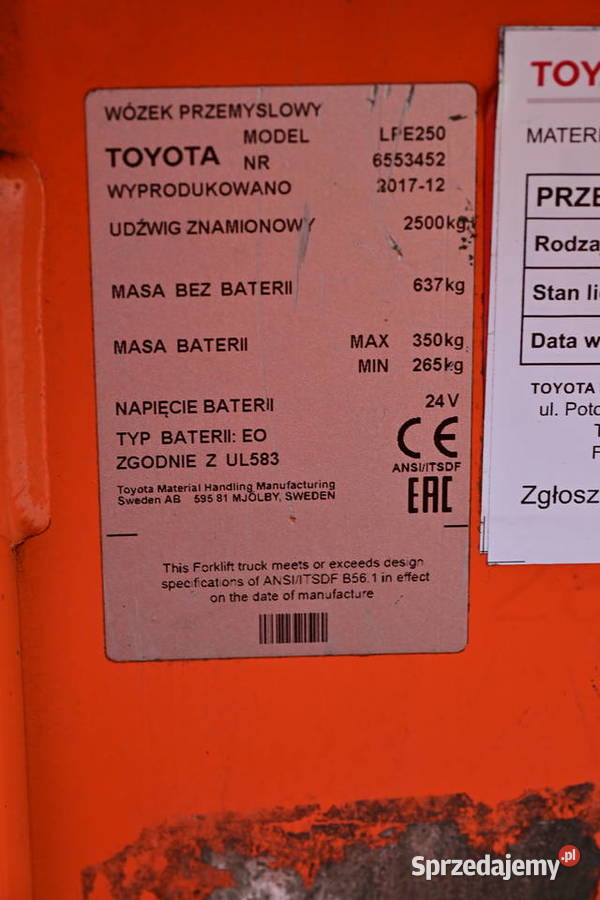 WÓZEK PRZEMYSLOWY
MODEL LPE250
TOYOTA NR 6553452
WYPRODUKOWANO 2017-12
UDŹWIG ZNAMIONOWY 2500kg
MASA BEZ BATERII 637kg
MASA BATERII MAX 350kg
MIN 265kg
NAPIĘCIE BATERII 24V
TYP BATERII: EO
ZGODNIE Z UL583
CE
ANSI/ITSDF
EAC
Toyota Material Handling Manufacturing
Sweden AB 595 81 MJÖLBY, SWEDEN
This Forklift truck meets or exceeds design
specifications of ANSI/ITSDF B56.1 in effect
on the date of manufacture
TOY
MATERI
PRZE
Rodza
Stan li
Data w
TOYOTA
ul. Poto
T
F
Zgłosz
Sprzedajemy.pl